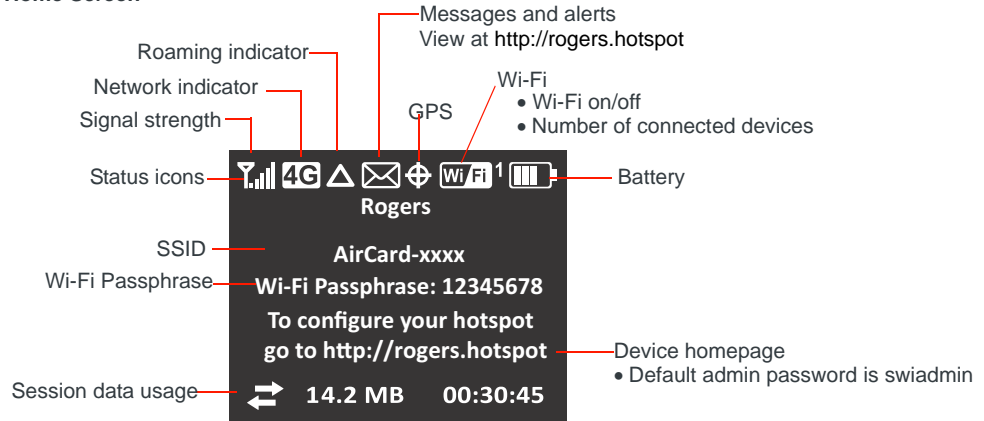 Messages and alerts
View at http://rogers.hotspot
Roaming indicator
Wi-Fi
Network indicator
• Wi-Fi on/off
GPS
• Number of connected devices
Signal strength
Status icons
4G
Wi Fi 1
Battery
Rogers
SSID
AirCard-xxxx
Wi-Fi Passphrase
Wi-Fi Passphrase: 12345678
To configure your hotspot
go to http://rogers.hotspot
Device homepage
• Default admin password is swiadmin
Session data usage
14.2 MB 00:30:45